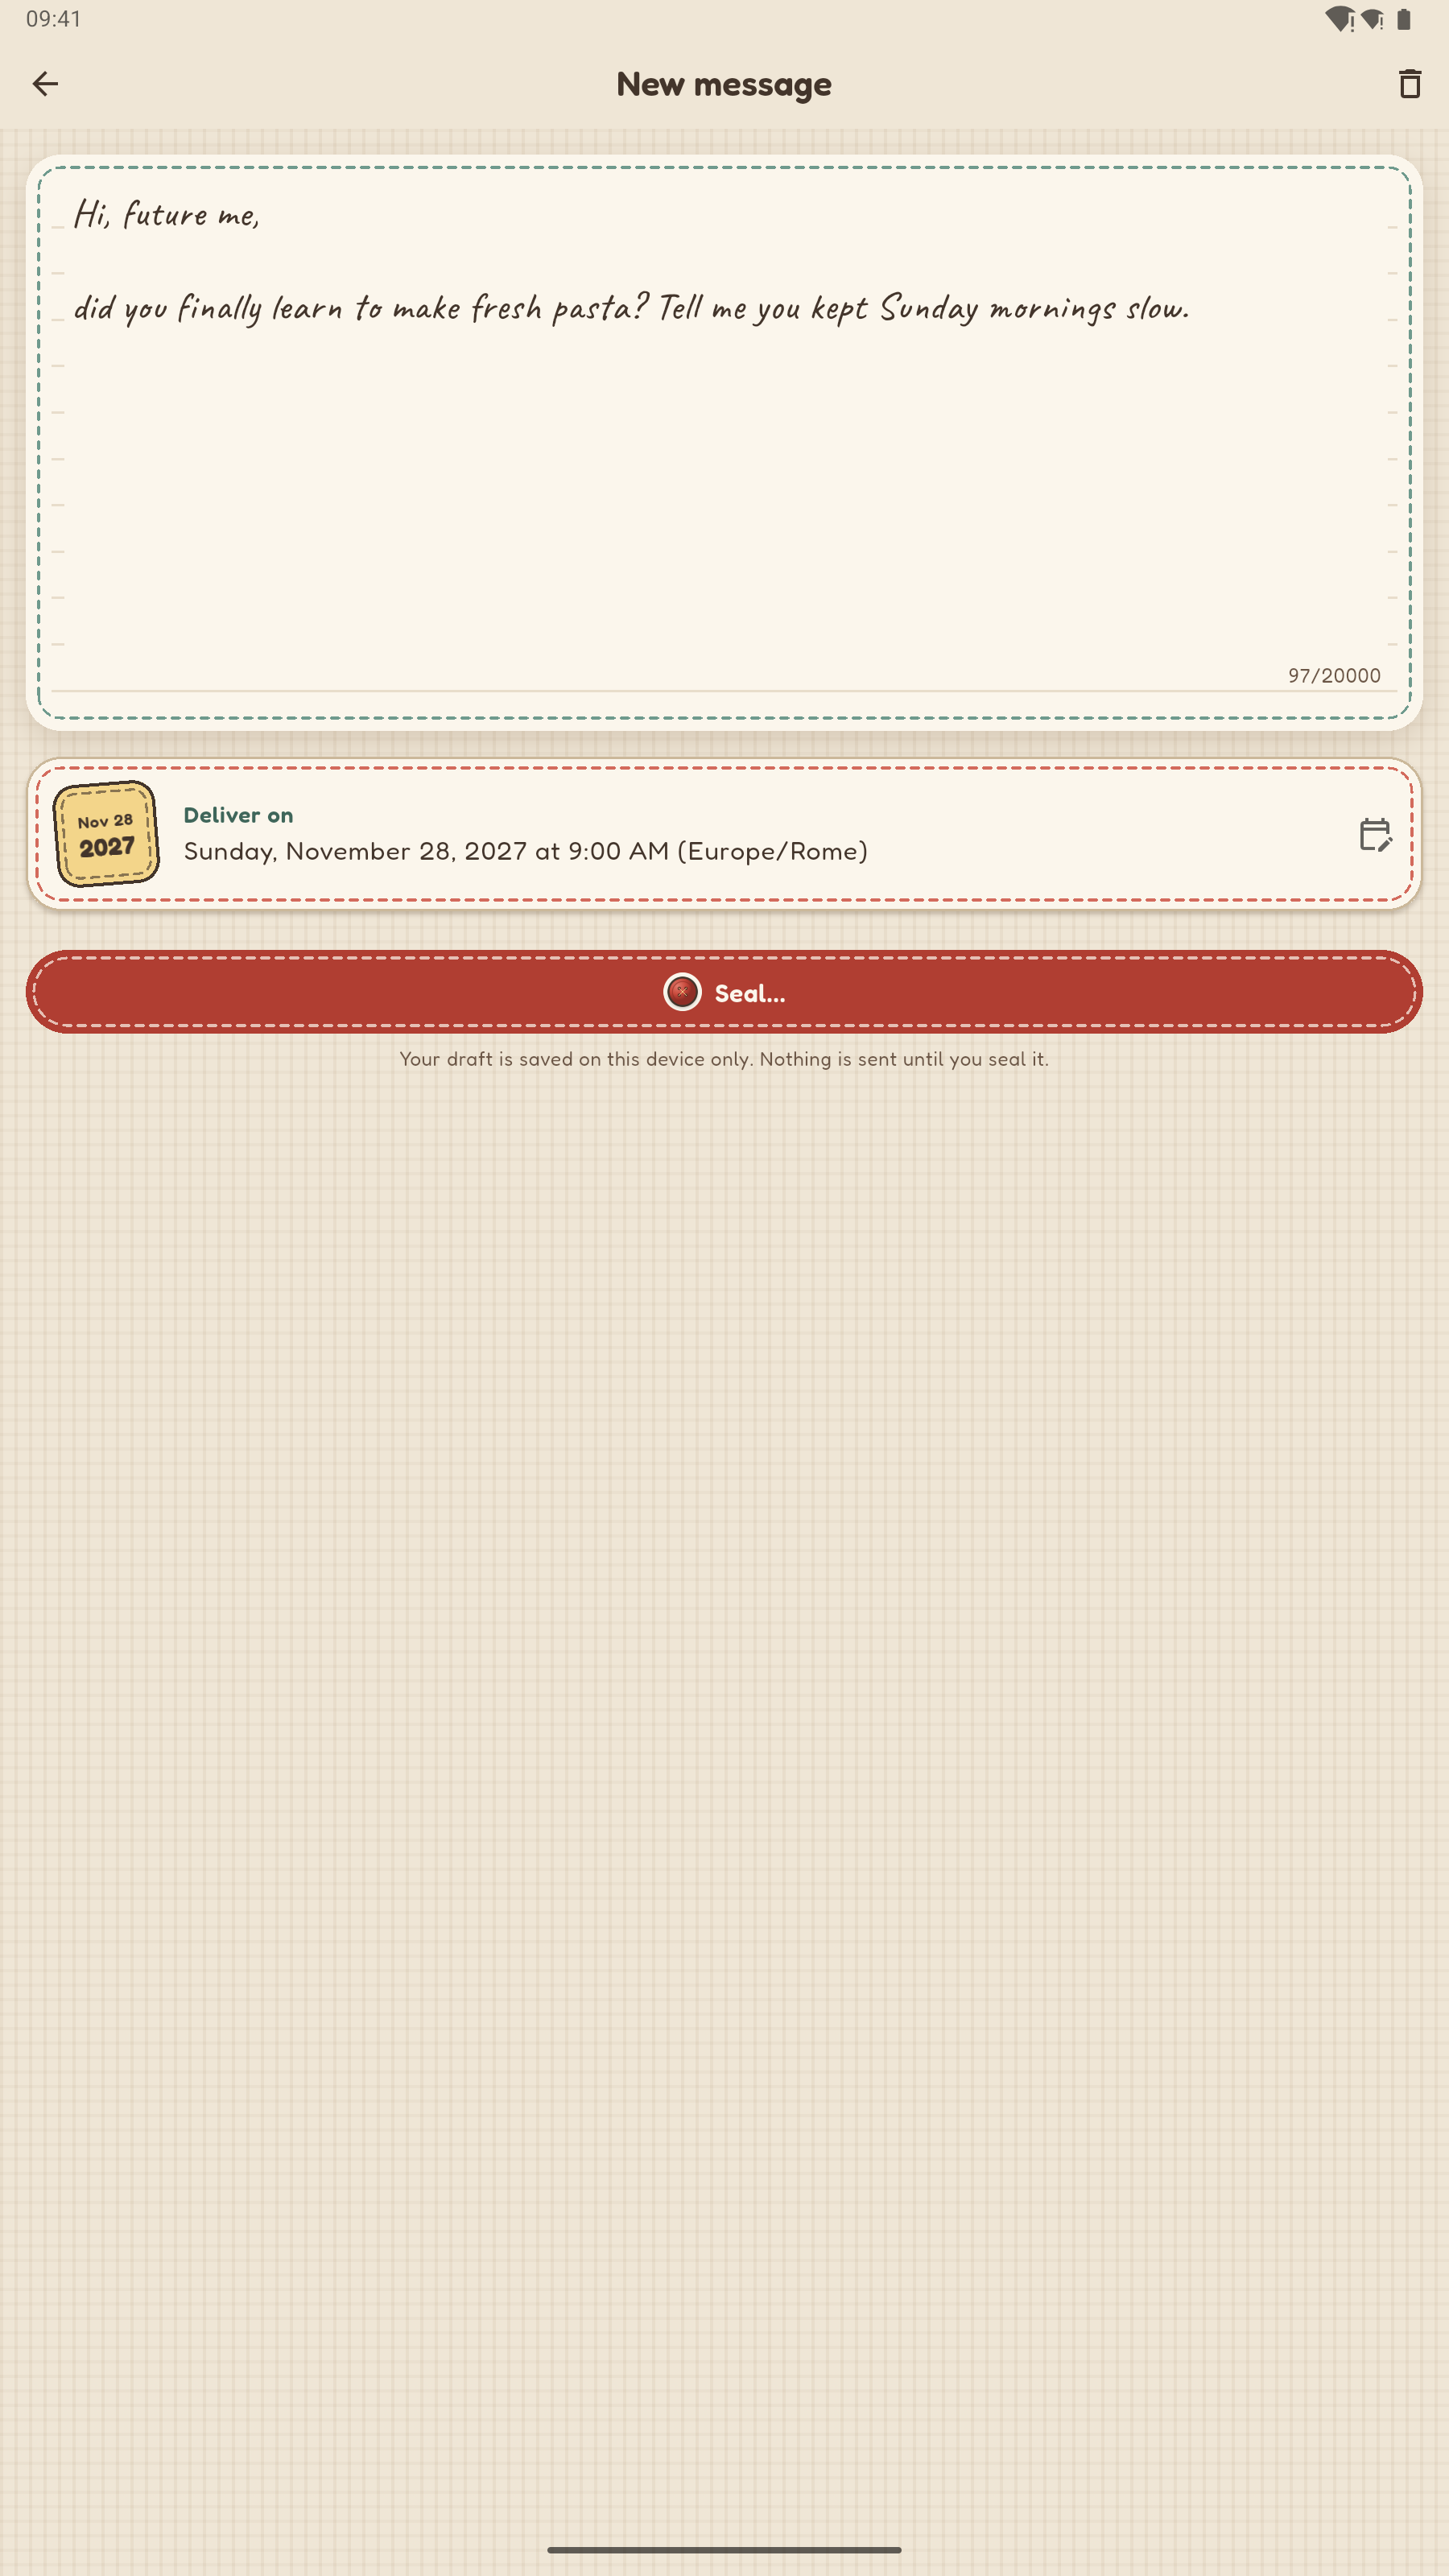 09:41
New message
Hi, future me,
did you finally learn to make fresh pasta? Tell me you kept Sunday mornings slow.
97/20000
Nov 28
2027
Deliver on
Sunday, November 28, 2027 at 9:00 AM (Europe/Rome)
Seal...
Your draft is saved on this device only. Nothing is sent until you seal it.